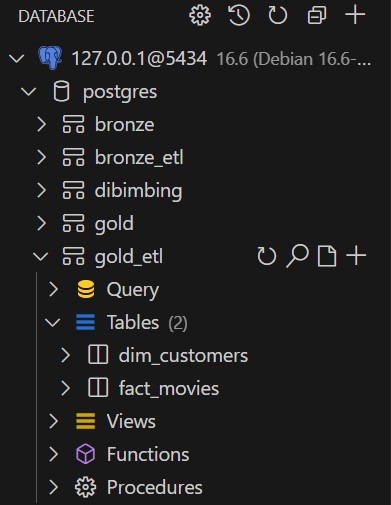 DATABASE
127.0.0.1@5434 16.6 (Debian 16.6-...
postgres
bronze
bronze_etl
dibimbing
gold
gold_etl
Query
Tables (2)
dim_customers
fact_movies
Views
Functions
Procedures